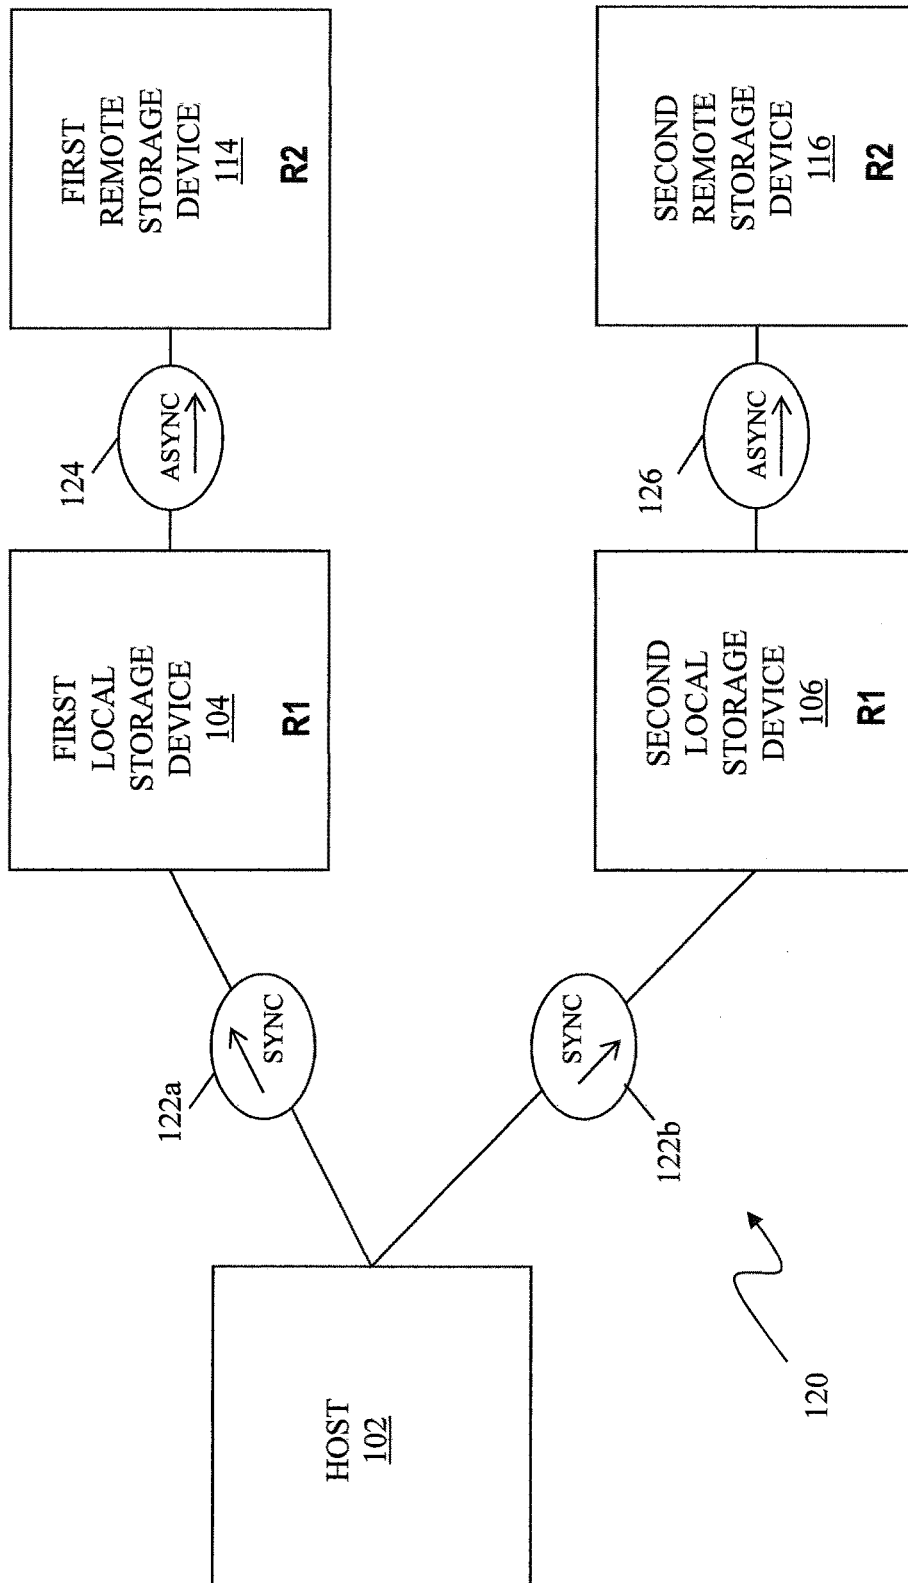 HOST
102
122a
SYNC
122b
SYNC
120
FIRST
LOCAL
STORAGE
DEVICE
104
R1
SECOND
LOCAL
STORAGE
DEVICE
106
R1
124
ASYNC
126
ASYNC
FIRST
REMOTE
STORAGE
DEVICE
114
R2
SECOND
REMOTE
STORAGE
DEVICE
116
R2